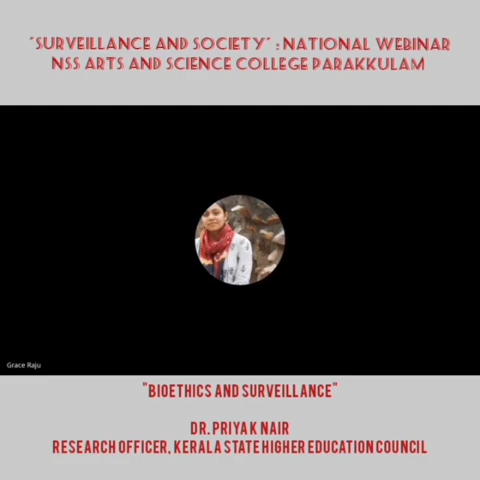 "SURVEILLANCE AND SOCIETY" : NATIONAL WEBINAR
NSS ARTS AND SCIENCE COLLEGE PARAKKULAM
Grace Raju
"BIOETHICS AND SURVEILLANCE"
DR. PRIYA K NAIR
RESEARCH OFFICER, KERALA STATE HIGHER EDUCATION COUNCIL